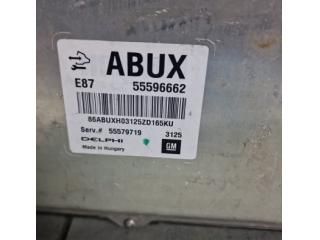 ABUX
E87 55596662
86ABUXH03125ZD165KU
Serv.# 55579719 3125
DELPHI
Made in Hungary
GM